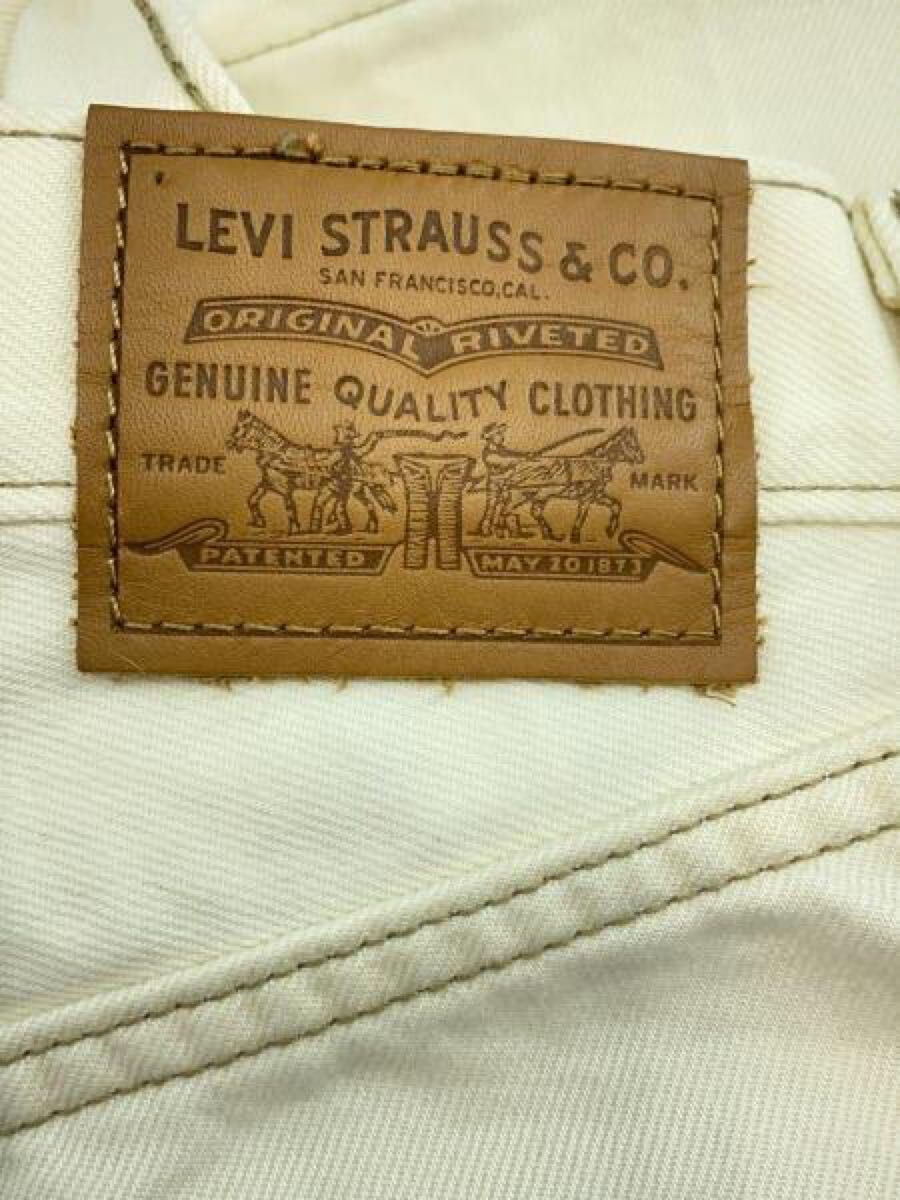 LEVI STRAUSS & CO.
SAN FRANCISCO, CAL.
ORIGINAL RIVETED
GENUINE QUALITY CLOTHING
TRADE MARK
PATENTED MAY 20 1873